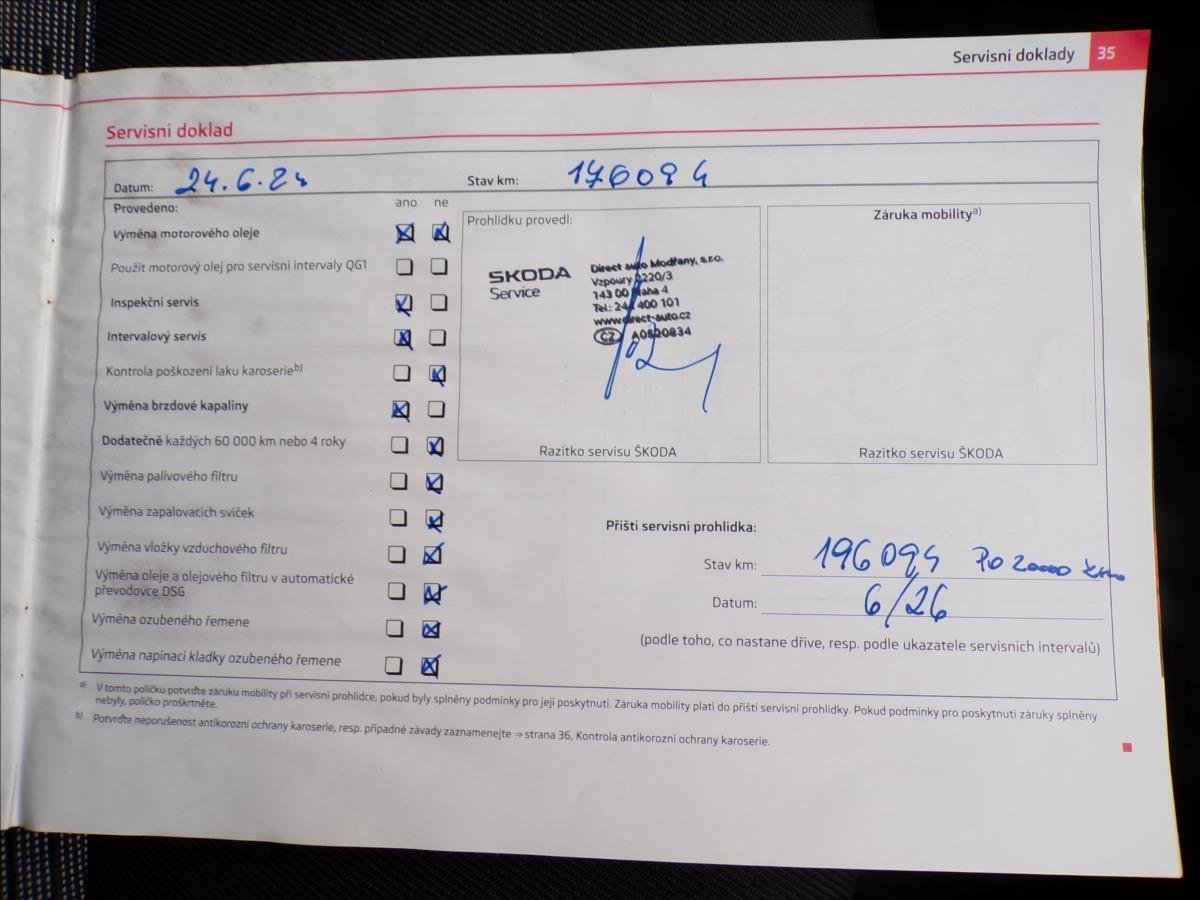 Servisní doklady 35
Servisní doklad
Datum: 24.6.24 Stav km: 176094
Provedeno: ano ne
Výměna motorového oleje
Použit motorový olej pro servisní intervaly QG1
Inspekční servis
Intervalový servis
Kontrola poškození laku karoserie b)
Výměna brzdové kapaliny
Dodatečně každých 60 000 km nebo 4 roky
Výměna palivového filtru
Výměna zapalovacích svíček
Výměna vložky vzduchového filtru
Výměna oleje a olejového filtru v automatické
převodovce DSG
Výměna ozubeného řemene
Výměna napínací kladky ozubeného řemene
Prohlídku provedl:
ŠKODA
Service
Direct auto Modřany, s.r.o.
Vzpoury 2220/3
143 00 Praha 4
Tel.: 244 400 101
www.direct-auto.cz
CZ A0520834
Razítko servisu ŠKODA
Záruka mobility a)
Razítko servisu ŠKODA
Příští servisní prohlídka:
Stav km: 196094 Po 20000 km
Datum: 6/26
(podle toho, co nastane dříve, resp. podle ukazatele servisních intervalů)
a) V tomto políčku potvrďte záruku mobility při servisní prohlídce, pokud byly splněny podmínky pro její poskytnutí. Záruka mobility platí do příští servisní prohlídky. Pokud podmínky pro poskytnutí záruky splněny
nebyly, políčko proškrtněte.
b) Potvrďte neporušenost antikorozní ochrany karoserie, resp. případné závady zaznamenejte ⇒ strana 36, Kontrola antikorozní ochrany karoserie.